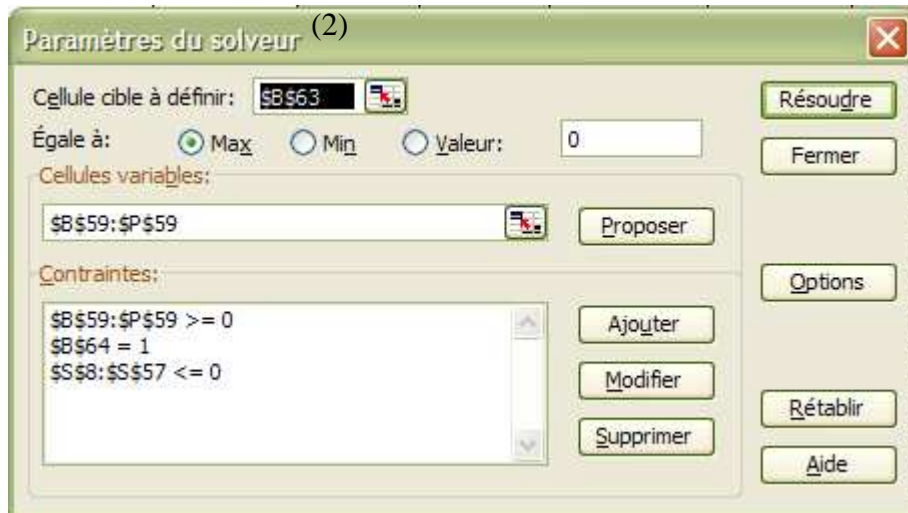 Paramètres du solveur (2)
Cellule cible à définir: $B$63
Résoudre
Égale à: Max Min Valeur: 0
Fermer
Cellules variables:
$B$59:$P$59
Proposer
Contraintes:
Options
$B$59:$P$59 >= 0
Ajouter
$B$64 = 1
$S$8:$S$57 <= 0
Modifier
Rétablir
Supprimer
Aide